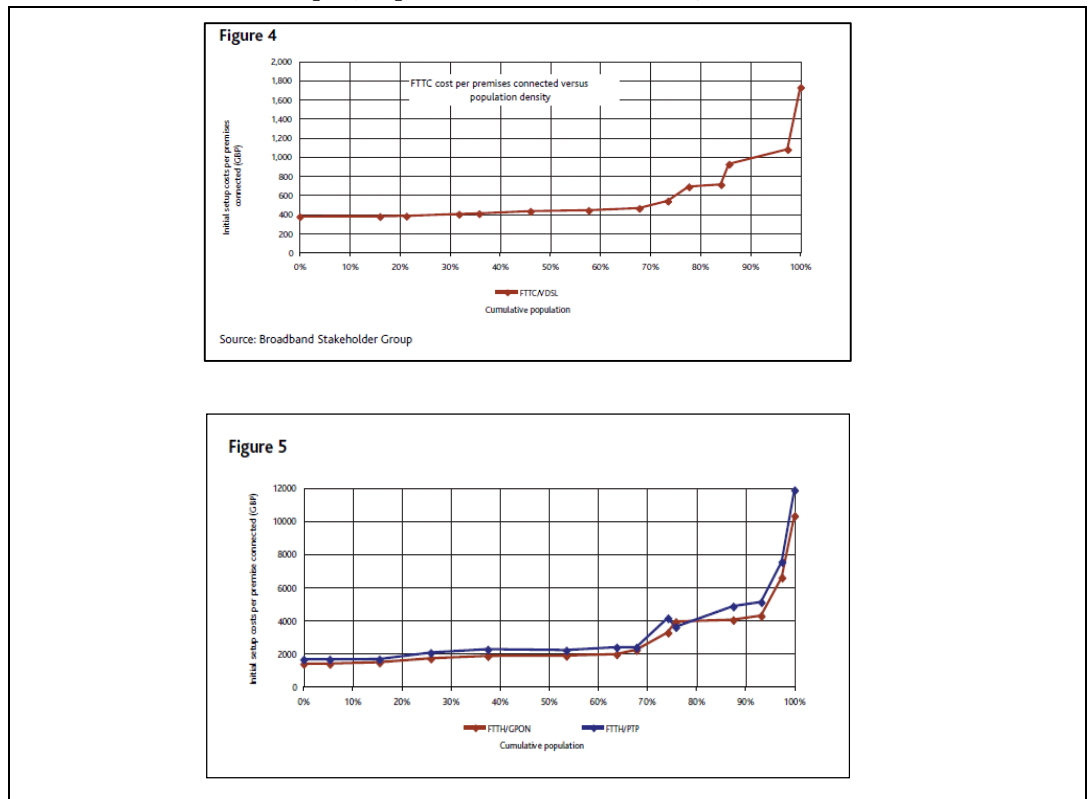 Figure 4
FTTC cost per premises connected versus
population density
Initial setup costs per premises
connected (GBP)
2,000
1,800
1,600
1,400
1,200
1,000
800
600
400
200
0
0% 10% 20% 30% 40% 50% 60% 70% 80% 90% 100%
FTTC/VDSL
Cumulative population
Source: Broadband Stakeholder Group
Figure 5
Initial setup costs per premise connected (GBP)
12000
10000
8000
6000
4000
2000
0
0% 10% 20% 30% 40% 50% 60% 70% 80% 90% 100%
FTTH/GPON FTTH/PTP
Cumulative population